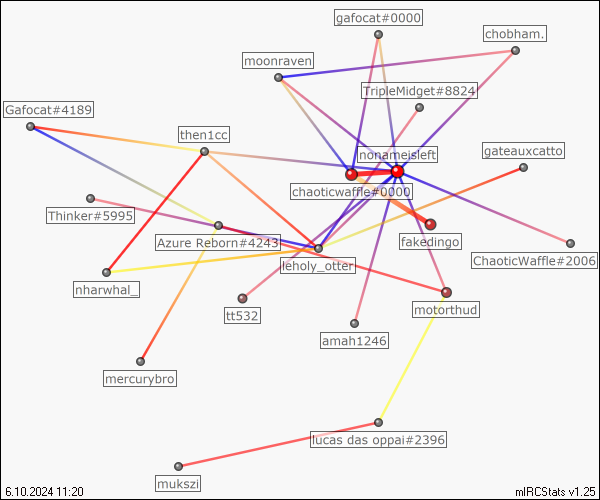 gafocat#0000
chobham.
moonraven
TripleMidget#8824
Gafocat#4189
then1cc
nonameisleft
gateauxcatto
chaoticwaffle#0000
Thinker#5995
Azure Reborn#4243
fakedingo
leholy_otter
ChaoticWaffle#2006
nharwhal_
tt532
motorthud
amah1246
mercurybro
lucas das oppai#2396
mukszi
6.10.2024 11:20
mIRCStats v1.25